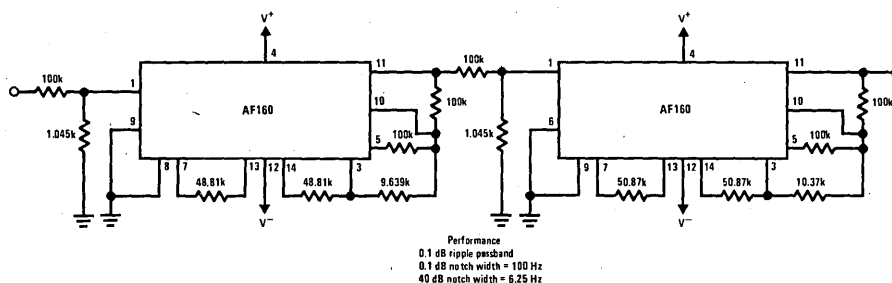 V+
V+
4
4
100k
1
11
100k
1
11
100k
10
100k
10
AF160
AF160
100k
1.045k
9
5
100k
1.045k
6
5
100k
8
7
13
12
14
3
9
7
13
12
14
3
48.81k
48.81k
9.639k
50.87k
50.87k
10.37k
V−
V−
Performance
0.1 dB ripple passband
0.1 dB notch width = 100 Hz
40 dB notch width = 6.25 Hz